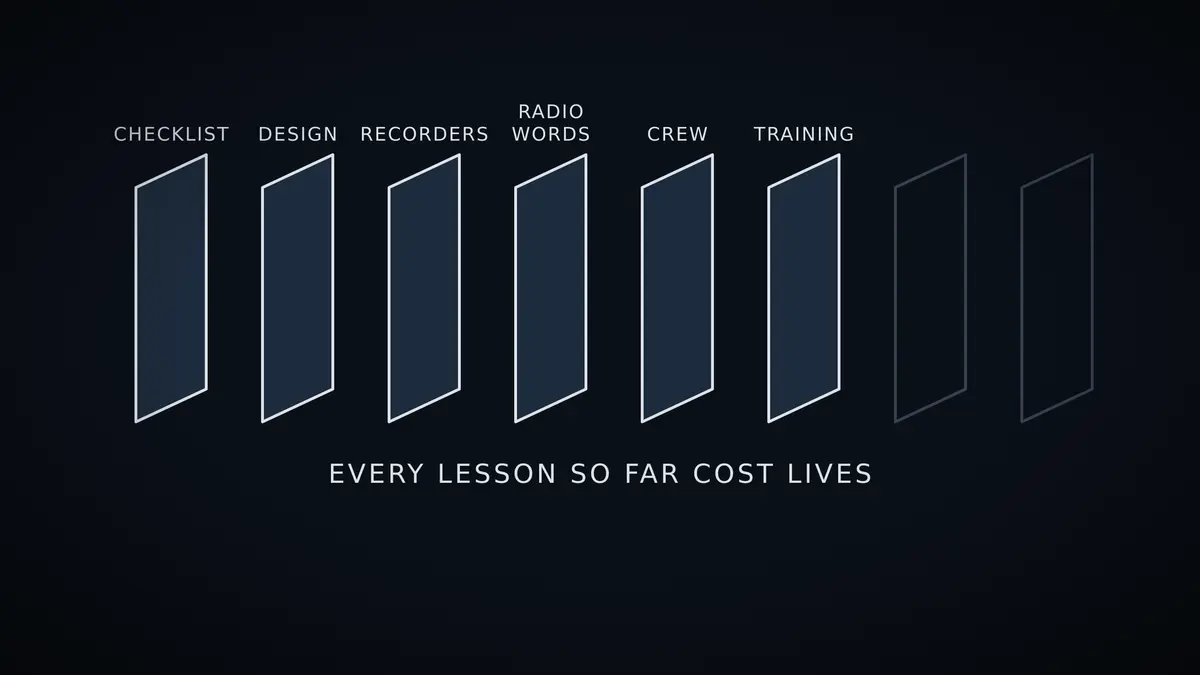 CHECKLIST
DESIGN
RECORDERS
RADIO
WORDS
CREW
TRAINING
EVERY LESSON SO FAR COST LIVES